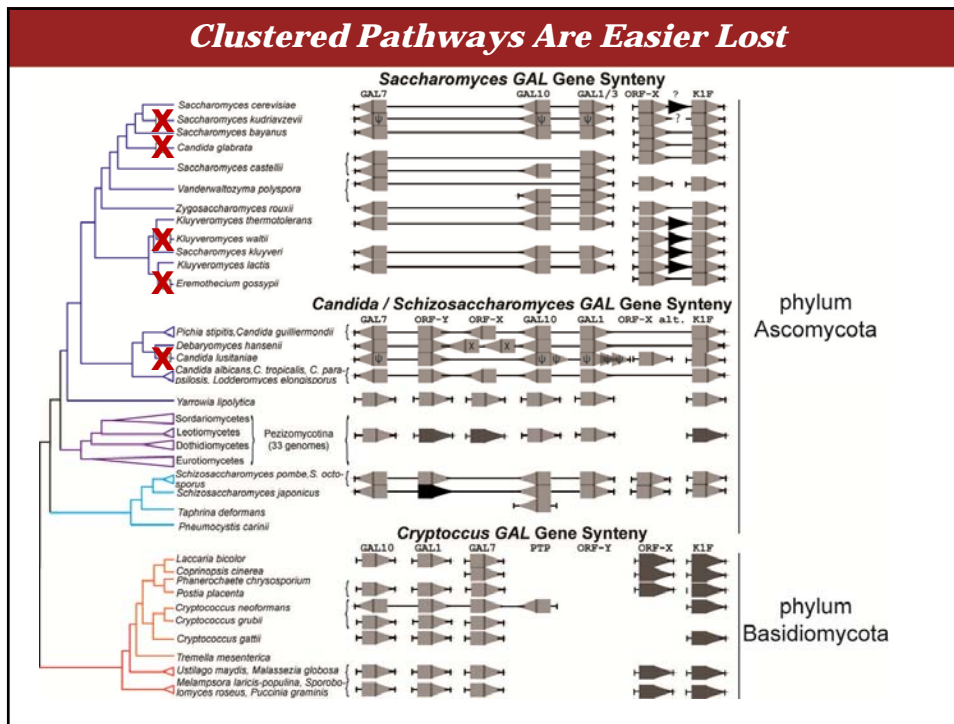 Clustered Pathways Are Easier Lost
Saccharomyces GAL Gene Synteny
GAL7 GAL10 GAL1/3 ORF-X ? K1F
Saccharomyces cerevisiae
X Saccharomyces kudriavzevii ψ ψ ψ ?
Saccharomyces bayanus
X Candida glabrata
Saccharomyces castellii
Vanderwaltozyma polyspora
Zygosaccharomyces rouxii
Kluyveromyces thermotolerans
X Kluyveromyces waltii
Saccharomyces kluyveri
Kluyveromyces lactis
X Eremothecium gossypii
phylum
Ascomycota
Candida / Schizosaccharomyces GAL Gene Synteny
GAL7 ORF-Y ORF-X GAL10 GAL1 ORF-X alt. K1F
Pichia stipitis,Candida guilliermondii
Debaryomces hansenii X X
X Candida lusitaniae ψ ψ ψ ψ
Candida albicans,C. tropicalis, C. para-
psilosis, Lodderomyces elongisporus
Yarrowia lipolytica
Sordariomycetes
Leotiomycetes
Dothidiomycetes
Eurotiomycetes
Pezizomycotina
(33 genomes)
Schizosaccharomyces pombe,S. octo-
sporus
Schizosaccharomyces japonicus
Taphrina deformans
Pneumocystis carinii
Cryptoccus GAL Gene Synteny
GAL10 GAL1 GAL7 PTP ORF-Y ORF-X K1F
Laccaria bicolor
Coprinopsis cinerea
Phanerochaete chrysosporium
Postia placenta
Cryptococcus neoformans
Cryptococcus grubii
Cryptococcus gattii
Tremella mesenterica
Ustilago maydis, Malassezia globosa
Melampsora laricis-populina, Sporobo-
lomyces roseus, Puccinia graminis
phylum
Basidiomycota